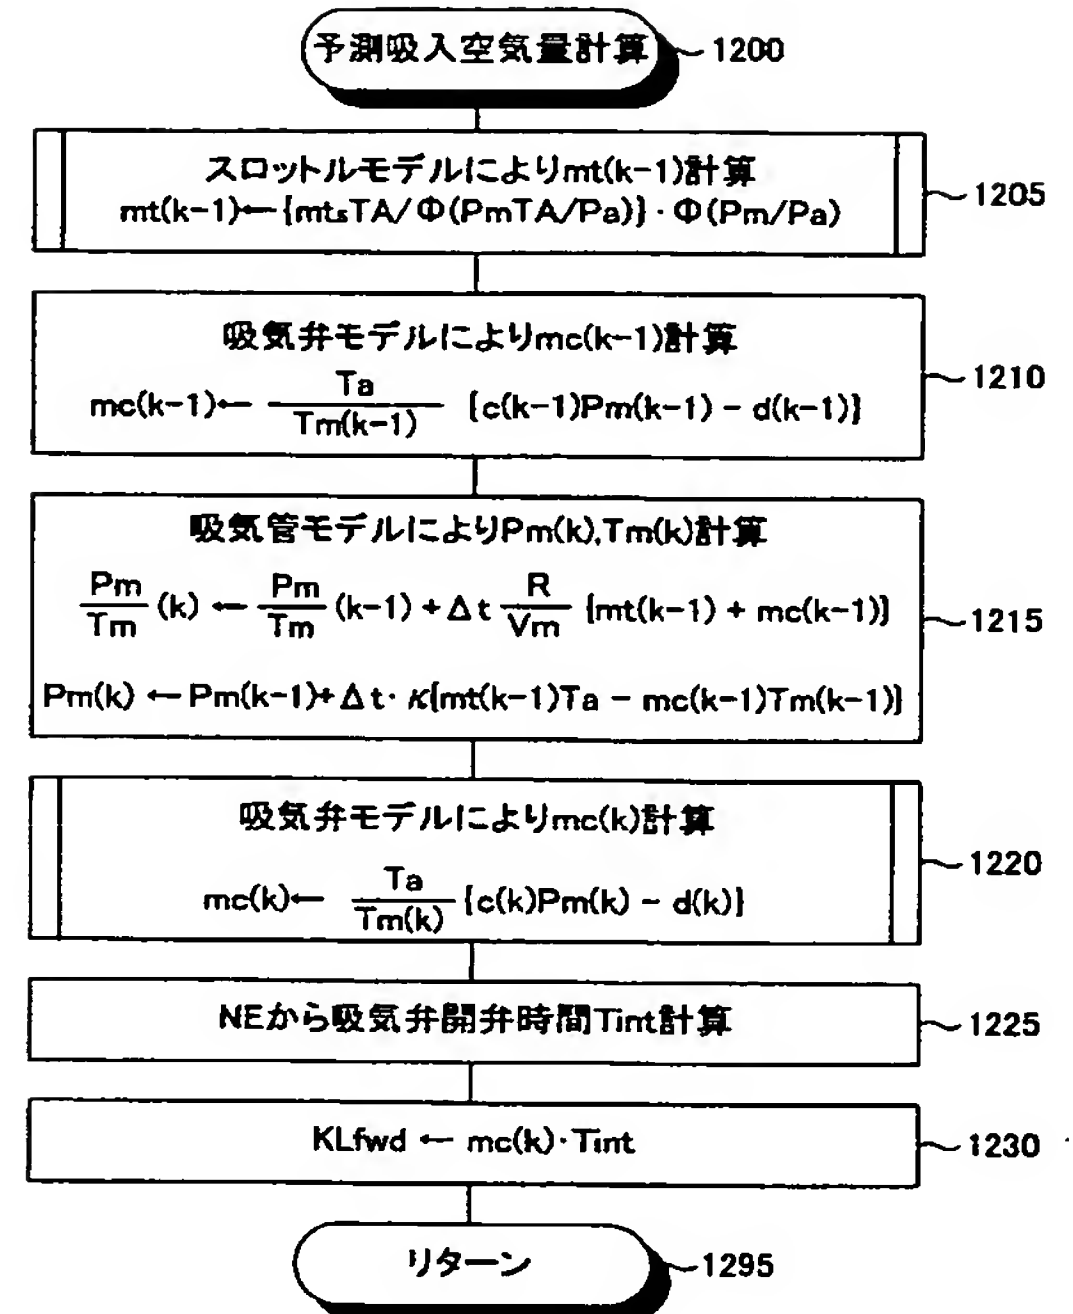 予測吸入空気量計算
1200
スロットルモデルによりmt(k-1)計算
mt(k-1)←{mtsTA/Φ(PmTA/Pa)}·Φ(Pm/Pa)
1205
吸気弁モデルによりmc(k-1)計算
mc(k-1)← Ta/Tm(k-1) {c(k-1)Pm(k-1) - d(k-1)}
1210
吸気管モデルによりPm(k),Tm(k)計算
Pm/Tm (k) ← Pm/Tm (k-1) + Δt R/Vm {mt(k-1) + mc(k-1)}
Pm(k) ← Pm(k-1)+Δt· κ{mt(k-1)Ta - mc(k-1)Tm(k-1)}
1215
吸気弁モデルによりmc(k)計算
mc(k)← Ta/Tm(k) {c(k)Pm(k) - d(k)}
1220
NEから吸気弁開弁時間Tint計算
1225
KLfwd ← mc(k)·Tint
1230
リターン
1295